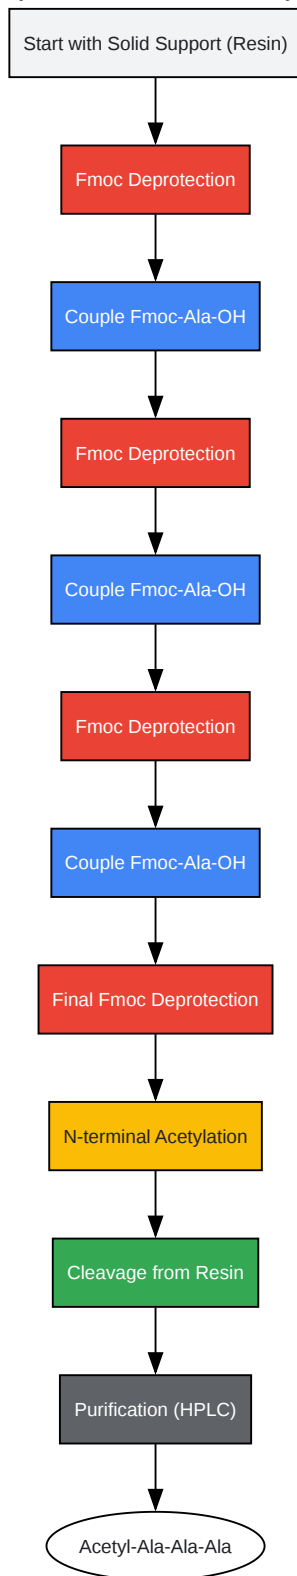 Start with Solid Support (Resin)
Fmoc Deprotection
Couple Fmoc-Ala-OH
Fmoc Deprotection
Couple Fmoc-Ala-OH
Fmoc Deprotection
Couple Fmoc-Ala-OH
Final Fmoc Deprotection
N-terminal Acetylation
Cleavage from Resin
Purification (HPLC)
Acetyl-Ala-Ala-Ala